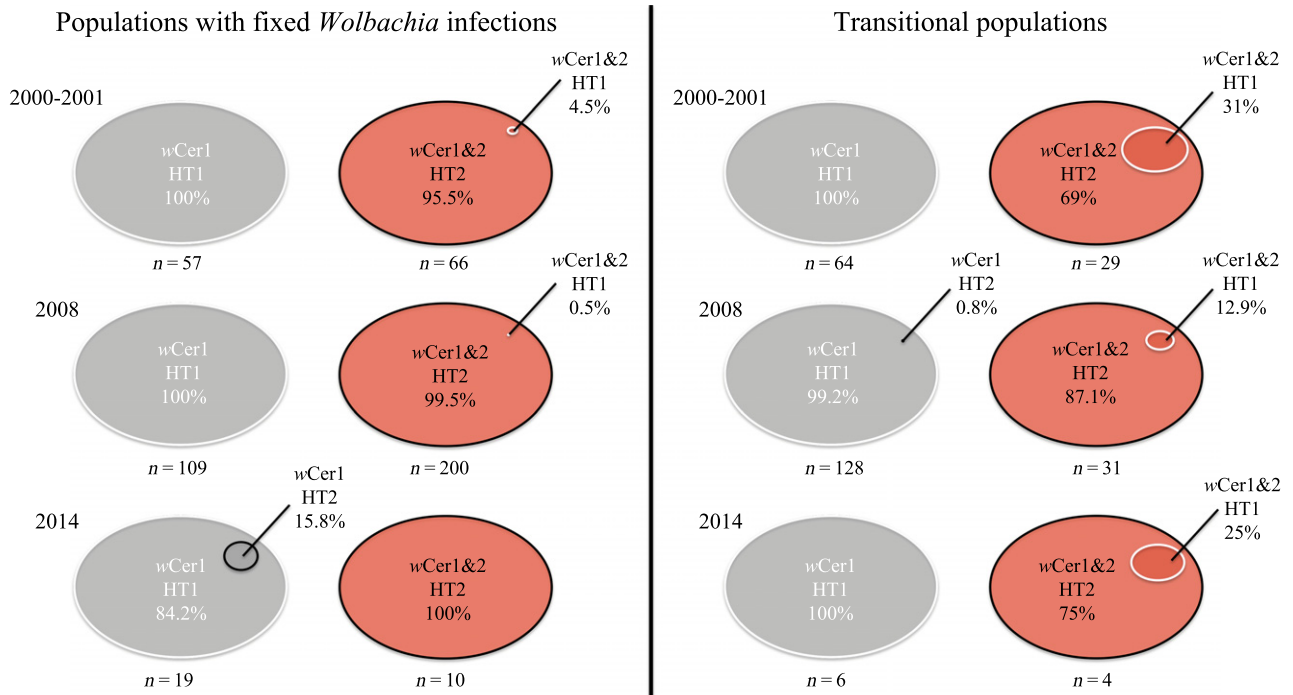 Populations with fixed Wolbachia infections
2000-2001
wCer1
HT1
100%
n = 57
wCer1&2
HT2
95.5%
n = 66
wCer1&2
HT1
4.5%
2008
wCer1
HT1
100%
n = 109
wCer1&2
HT2
99.5%
n = 200
wCer1&2
HT1
0.5%
2014
wCer1
HT1
84.2%
n = 19
wCer1
HT2
15.8%
wCer1&2
HT2
100%
n = 10
Transitional populations
2000-2001
wCer1
HT1
100%
n = 64
wCer1&2
HT2
69%
n = 29
wCer1&2
HT1
31%
2008
wCer1
HT1
99.2%
n = 128
wCer1
HT2
0.8%
wCer1&2
HT2
87.1%
n = 31
wCer1&2
HT1
12.9%
2014
wCer1
HT1
100%
n = 6
wCer1&2
HT2
75%
n = 4
wCer1&2
HT1
25%